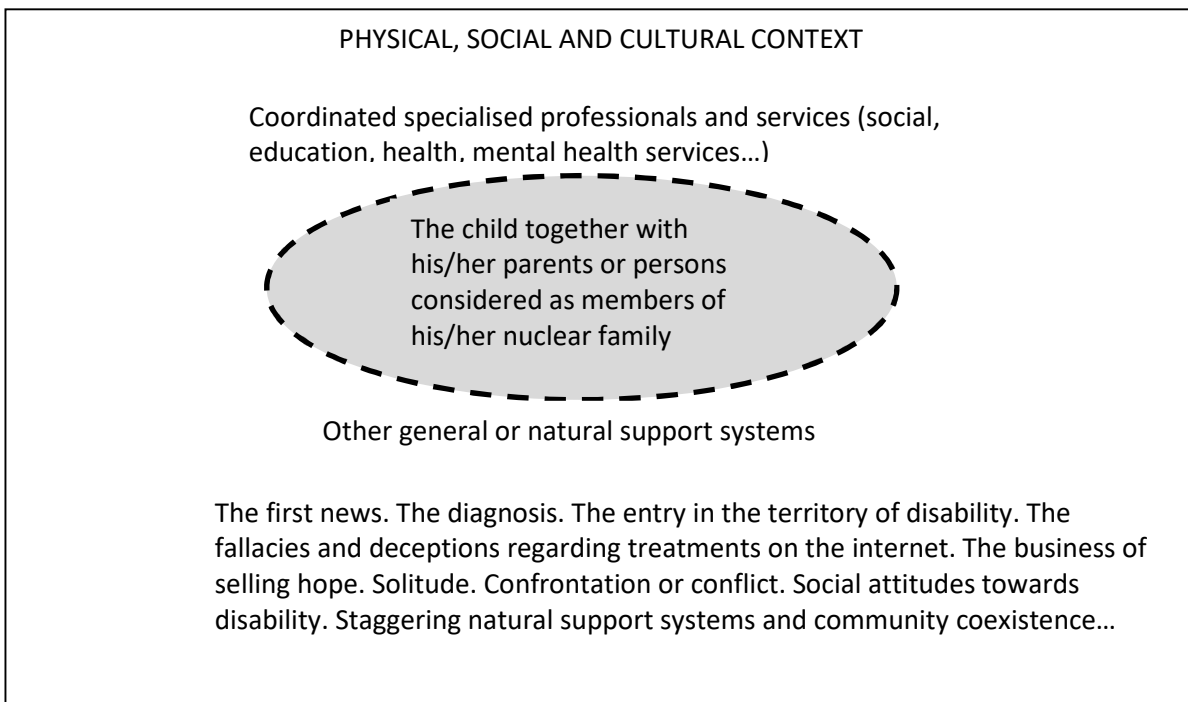 PHYSICAL, SOCIAL AND CULTURAL CONTEXT
Coordinated specialised professionals and services (social,
education, health, mental health services…)
The child together with
his/her parents or persons
considered as members of
his/her nuclear family
Other general or natural support systems
The first news. The diagnosis. The entry in the territory of disability. The
fallacies and deceptions regarding treatments on the internet. The business of
selling hope. Solitude. Confrontation or conflict. Social attitudes towards
disability. Staggering natural support systems and community coexistence…